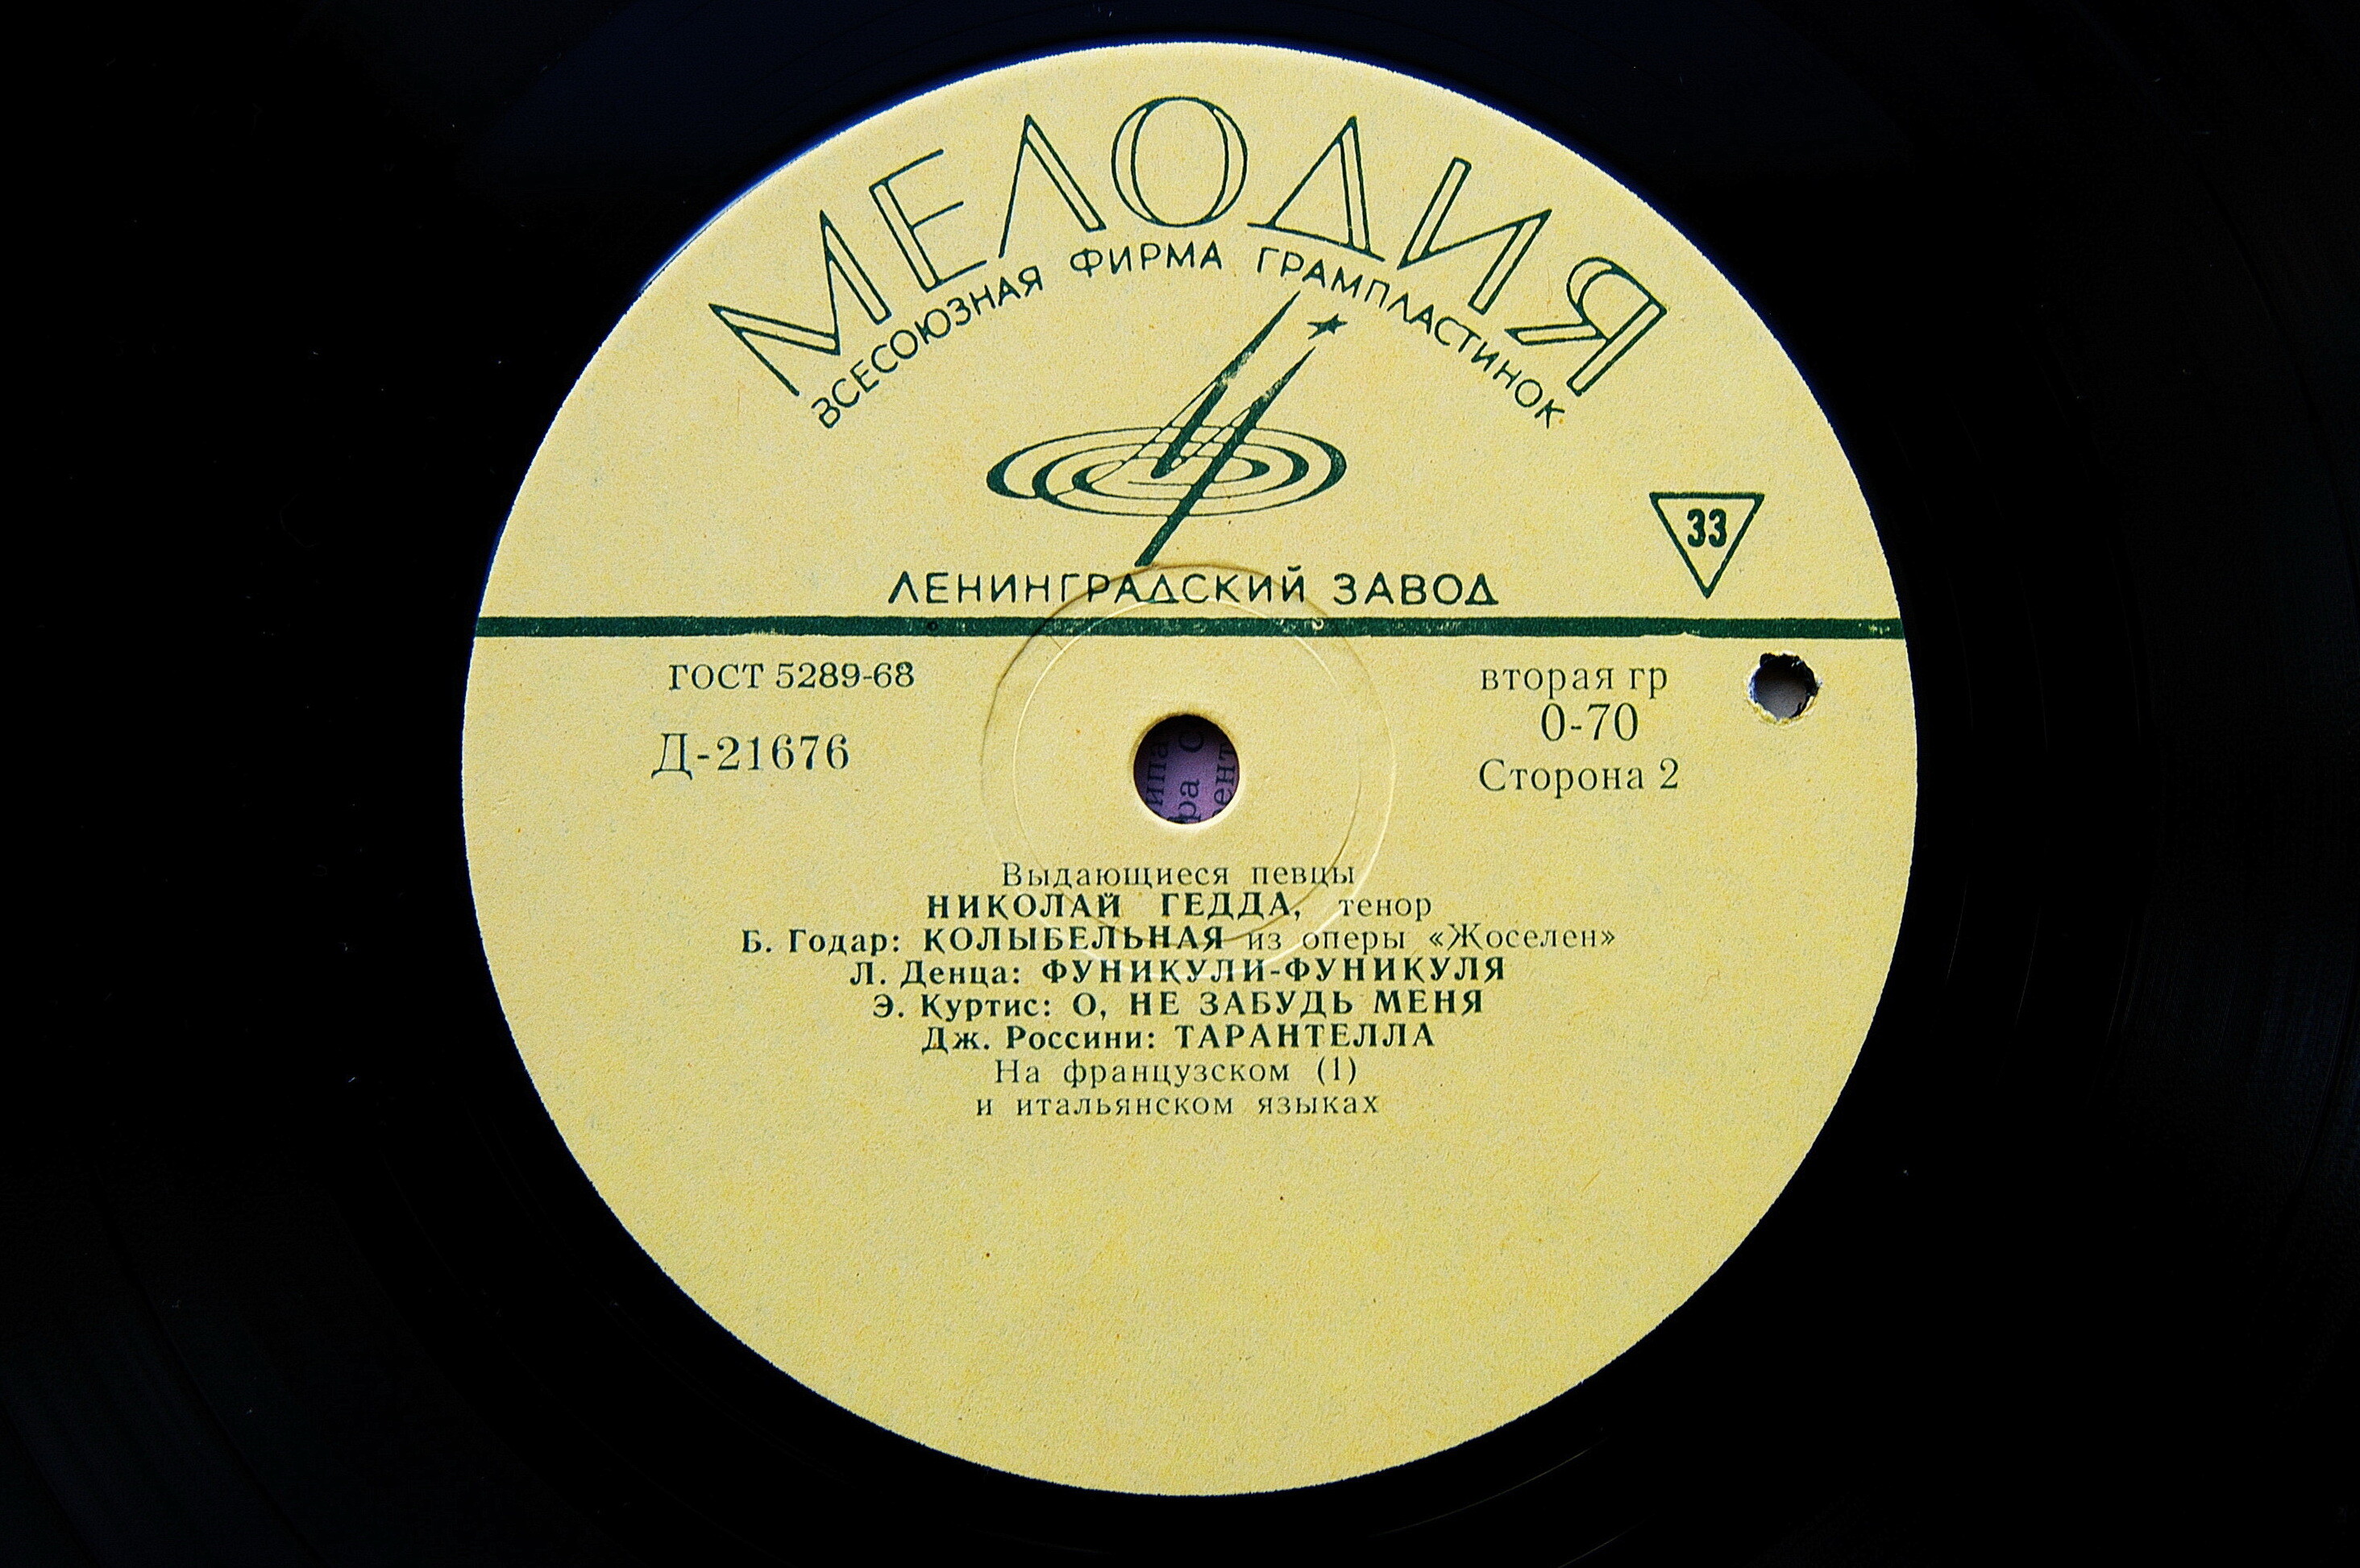 МЕЛОДИЯ
ВСЕСОЮЗНАЯ ФИРМА ГРАМПЛАСТИНОК
33
ЛЕНИНГРАДСКИЙ ЗАВОД
ГОСТ 5289-68
вторая гр
Д-21676
0-70
Сторона 2
Выдающиеся певцы
НИКОЛАЙ ГЕДДА, тенор
Б. Годар: КОЛЫБЕЛЬНАЯ из оперы «Жоселен»
Л. Денца: ФУНИКУЛИ-ФУНИКУЛЯ
Э. Куртис: О, НЕ ЗАБУДЬ МЕНЯ
Дж. Россини: ТАРАНТЕЛЛА
На французском (1)
и итальянском языках